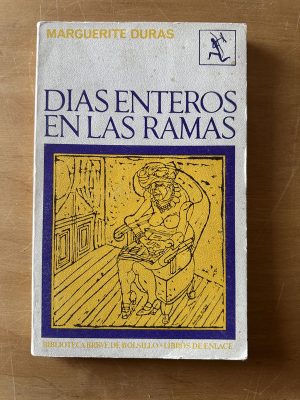 MARGUERITE DURAS
DIAS ENTEROS
EN LAS RAMAS
BIBLIOTECA BREVE DE BOLSILLO - LIBROS DE ENLACE